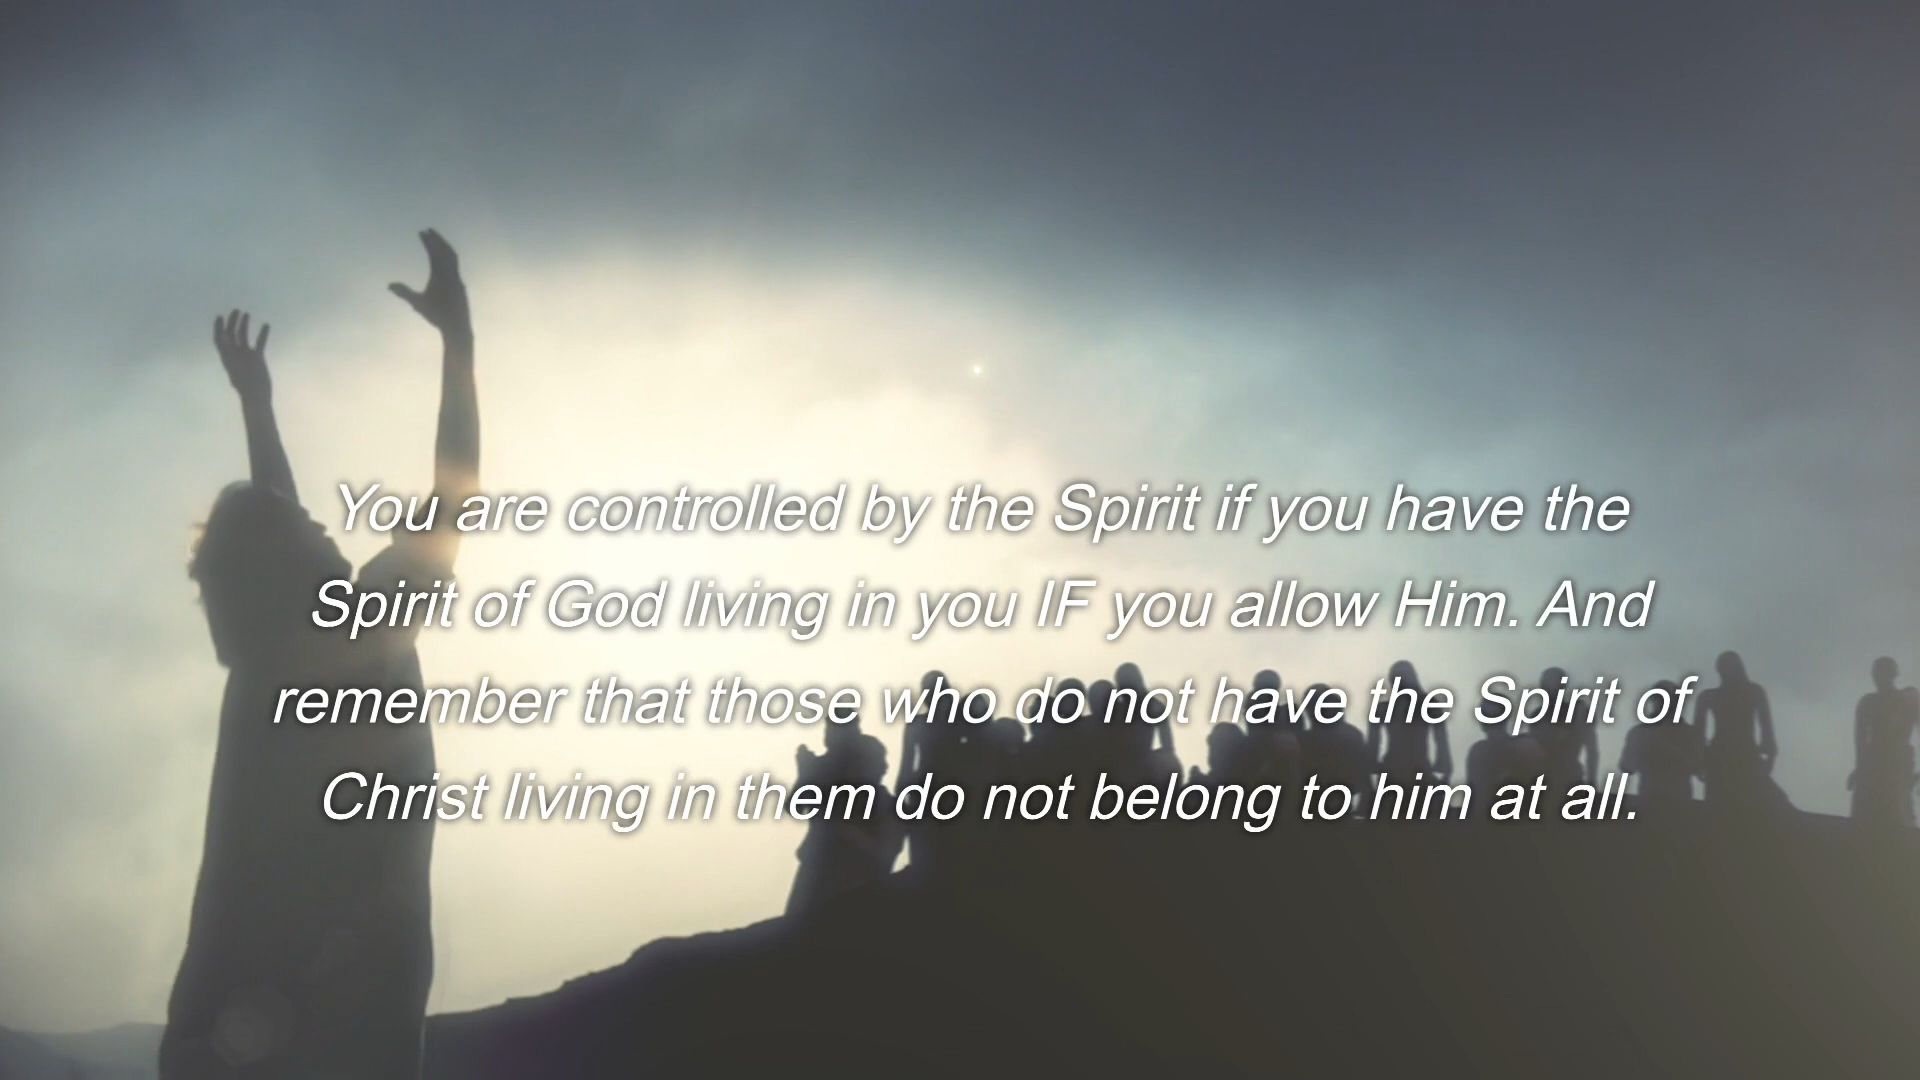 You are controlled by the Spirit if you have the
Spirit of God living in you IF you allow Him. And
remember that those who do not have the Spirit of
Christ living in them do not belong to him at all.